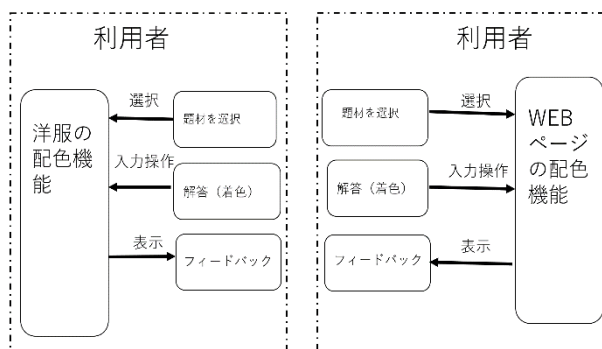 利用者
洋服の
配色機
能
選択
題材を選択
入力操作
解答（着色）
表示
フィードバック
利用者
題材を選択
選択
WEB
ページ
の配色
機能
入力操作
解答（着色）
表示
フィードバック